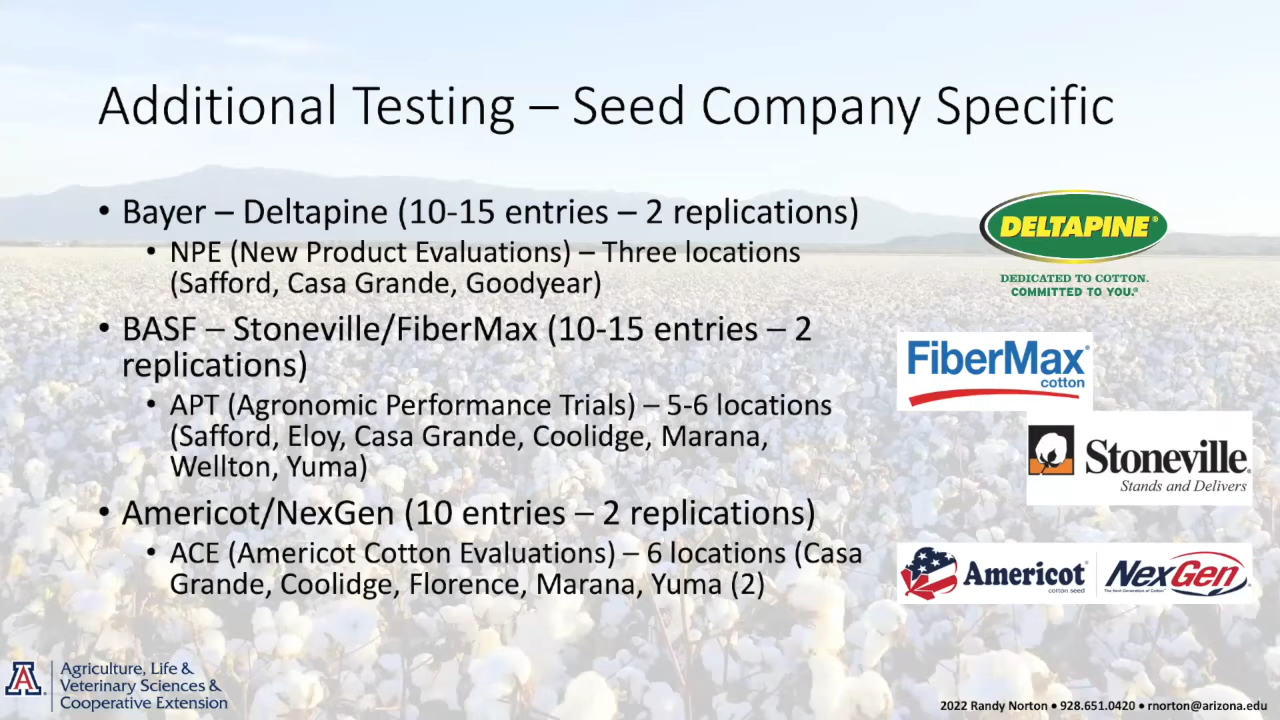 Additional Testing – Seed Company Specific
• Bayer – Deltapine (10-15 entries – 2 replications)
• NPE (New Product Evaluations) – Three locations
(Safford, Casa Grande, Goodyear)
• BASF – Stoneville/FiberMax (10-15 entries – 2
replications)
• APT (Agronomic Performance Trials) – 5-6 locations
(Safford, Eloy, Casa Grande, Coolidge, Marana,
Wellton, Yuma)
• Americot/NexGen (10 entries – 2 replications)
• ACE (Americot Cotton Evaluations) – 6 locations (Casa
Grande, Coolidge, Florence, Marana, Yuma (2)
DELTAPINE®
DEDICATED TO COTTON.
COMMITTED TO YOU.®
FiberMax®
cotton
Stoneville®
Stands and Delivers
Americot®
cotton seed
NexGen®
The Next Generation of Cotton™
A
Agriculture, Life &
Veterinary Sciences &
Cooperative Extension
2022 Randy Norton ● 928.651.0420 ● rnorton@arizona.edu